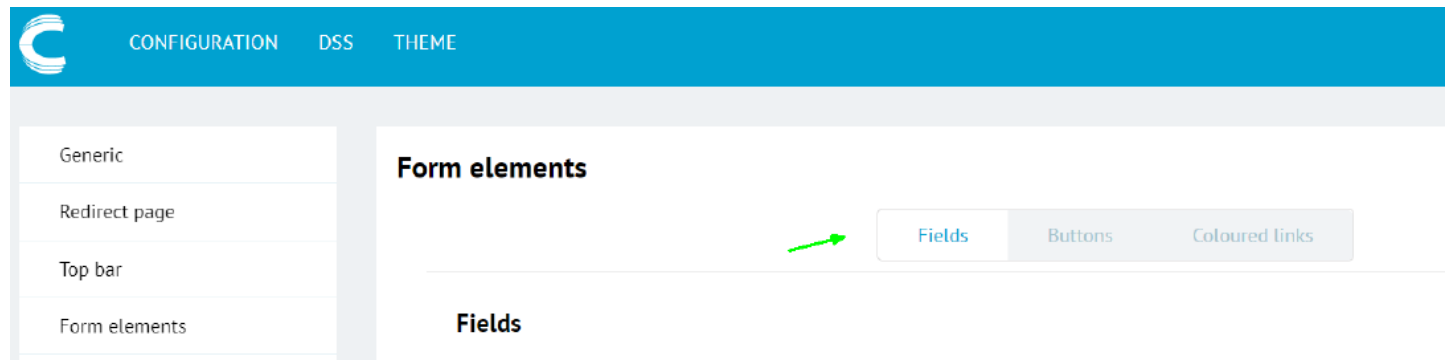 CONFIGURATION DSS THEME
Generic
Redirect page
Top bar
Form elements
Form elements
Fields Buttons Coloured links
Fields